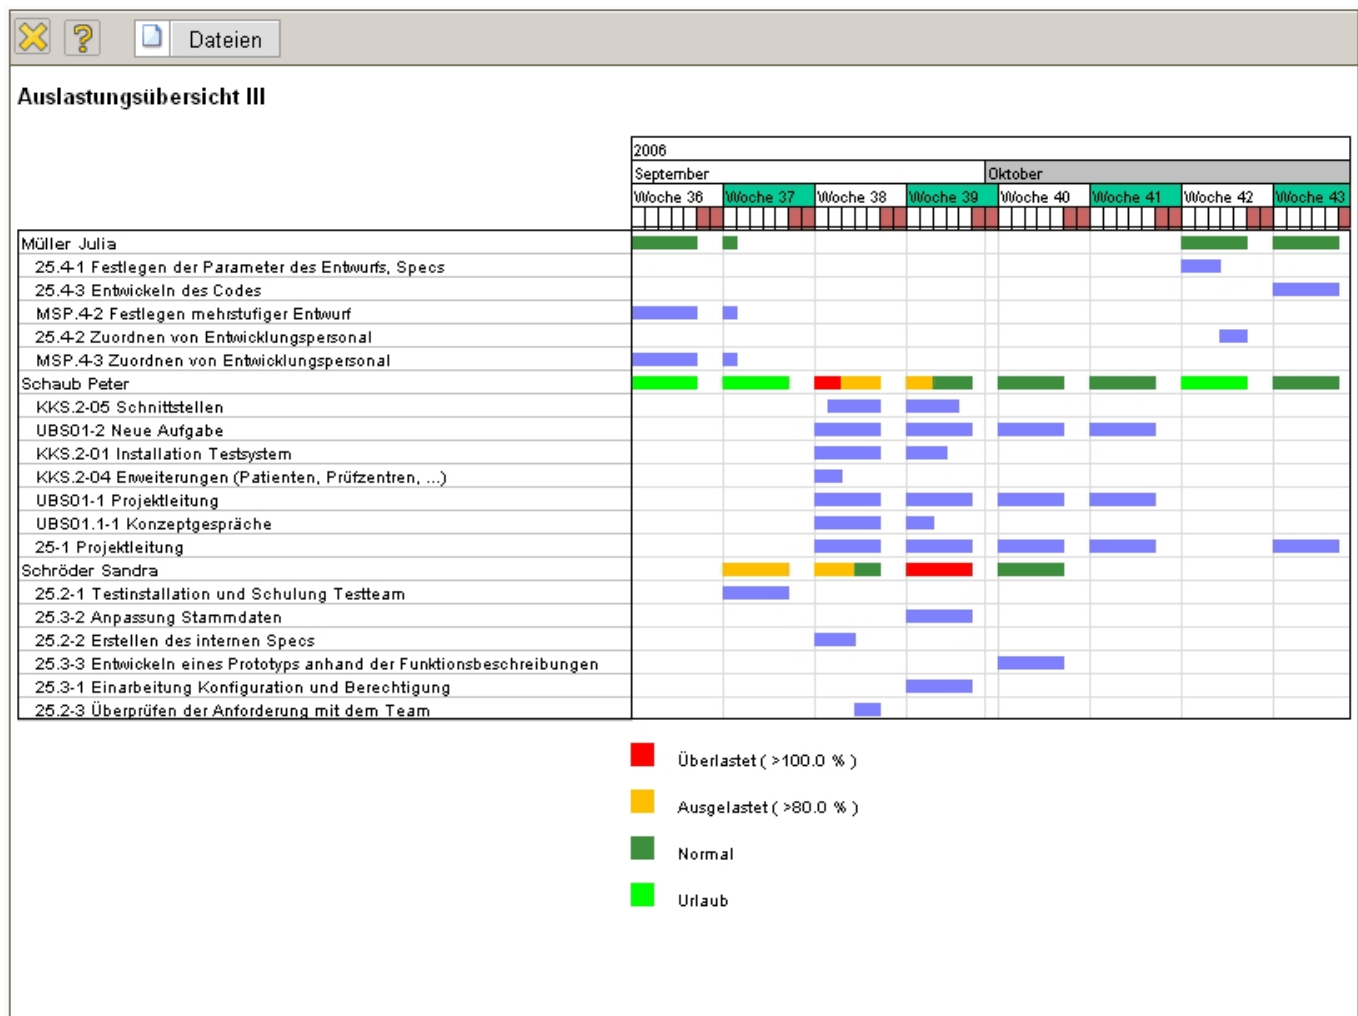 Dateien
Auslastungsübersicht III
2006
September Oktober
Woche 36 Woche 37 Woche 38 Woche 39 Woche 40 Woche 41 Woche 42 Woche 43
Müller Julia
25.4-1 Festlegen der Parameter des Entwurfs, Specs
25.4-3 Entwickeln des Codes
MSP.4-2 Festlegen mehrstufiger Entwurf
25.4-2 Zuordnen von Entwicklungspersonal
MSP.4-3 Zuordnen von Entwicklungspersonal
Schaub Peter
KKS.2-05 Schnittstellen
UBS01-2 Neue Aufgabe
KKS.2-01 Installation Testsystem
KKS.2-04 Erweiterungen (Patienten, Prüfzentren, ...)
UBS01-1 Projektleitung
UBS01.1-1 Konzeptgespräche
25-1 Projektleitung
Schröder Sandra
25.2-1 Testinstallation und Schulung Testteam
25.3-2 Anpassung Stammdaten
25.2-2 Erstellen des internen Specs
25.3-3 Entwickeln eines Prototyps anhand der Funktionsbeschreibungen
25.3-1 Einarbeitung Konfiguration und Berechtigung
25.2-3 Überprüfen der Anforderung mit dem Team
Überlastet ( >100.0 % )
Ausgelastet ( >80.0 % )
Normal
Urlaub